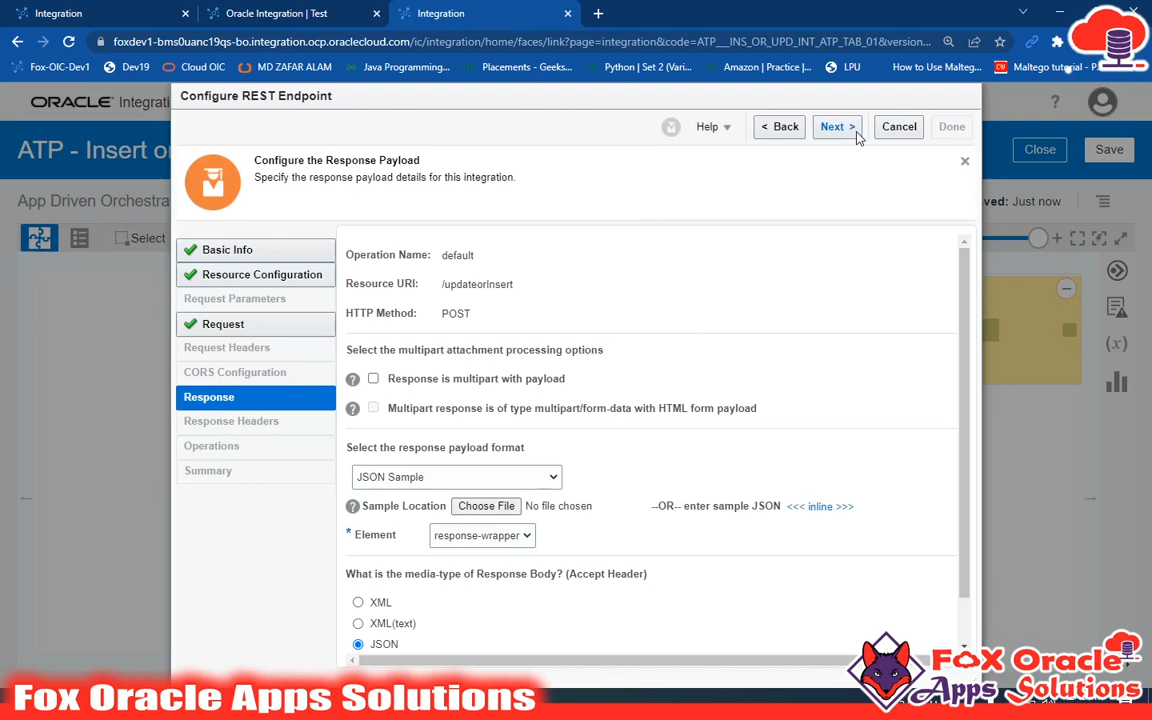 Integration
Oracle Integration | Test
Integration
foxdev1-bms0uanc19qs-bo.integration.ocp.oraclecloud.com/ic/integration/home/faces/link?page=integration&code=ATP___INS_OR_UPD_INT_ATP_TAB_01&version...
Fox-OIC-Dev1
Dev19
Cloud OIC
MD ZAFAR ALAM
Java Programming...
Placements - Geeks...
Python | Set 2 (Vari...
Amazon | Practice |...
LPU
How to Use Malteg...
Maltego tutorial - P
Configure REST Endpoint
ORACLE Integrati
?
Help
< Back
Next >
Cancel
Done
ATP - Insert or
Close
Save
Configure the Response Payload
Specify the response payload details for this integration.
App Driven Orchestra
ved: Just now
Select
Basic Info
Resource Configuration
Request Parameters
Request
Request Headers
CORS Configuration
Response
Response Headers
Operations
Summary
Operation Name: default
Resource URI: /updateorInsert
HTTP Method: POST
Select the multipart attachment processing options
? Response is multipart with payload
? Multipart response is of type multipart/form-data with HTML form payload
Select the response payload format
JSON Sample
? Sample Location Choose File No file chosen --OR-- enter sample JSON <<< inline >>>
* Element response-wrapper
What is the media-type of Response Body? (Accept Header)
XML
XML(text)
JSON
(x)
Fox Oracle Apps Solutions
FOX Oracle
Apps Solutions